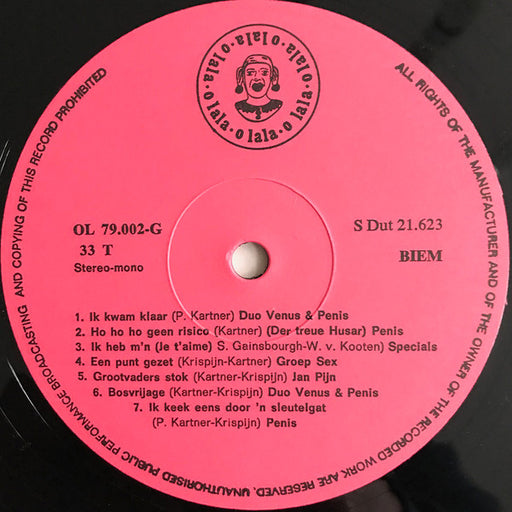 o lala · o lala · o lala · o lala · o lala · o lala
UNAUTHORISED PUBLIC PERFORMANCE BROADCASTING AND COPYING OF THIS RECORD PROHIBITED
ALL RIGHTS OF THE MANUFACTURER AND OF THE OWNER OF THE RECORDED WORK ARE RESERVED.
OL 79.002-G
S Dut 21.623
33 T
BIEM
Stereo-mono
1. Ik kwam klaar (P. Kartner) Duo Venus & Penis
2. Ho ho ho geen risico (Kartner) (Der treue Husar) Penis
3. Ik heb m'n (je t'aime) S. Gainsbourgh-W. v. Kooten) Specials
4. Een punt gezet (Krispijn-Kartner) Groep Sex
5. Grootvaders stok (Kartner-Krispijn) Jan Pijn
6. Bosvrijage (Kartner-Krispijn) Duo Venus & Penis
7. Ik keek eens door 'n sleutelgat
(P. Kartner-Krispijn) Penis